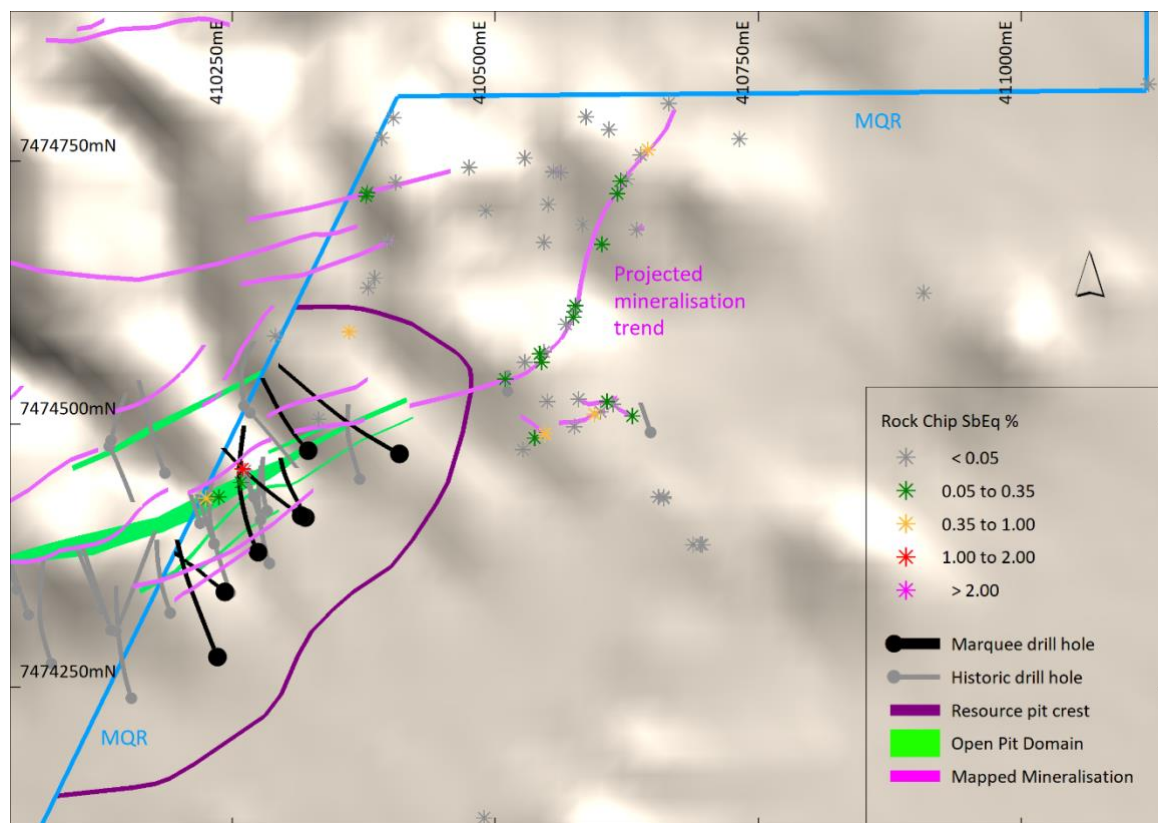 410250mE
410500mE
410750mE
411000mE
7474750mN
MQR
Projected
mineralisation
trend
7474500mN
7474250mN
MQR
Rock Chip SbEq %
< 0.05
0.05 to 0.35
0.35 to 1.00
1.00 to 2.00
> 2.00
Marquee drill hole
Historic drill hole
Resource pit crest
Open Pit Domain
Mapped Mineralisation